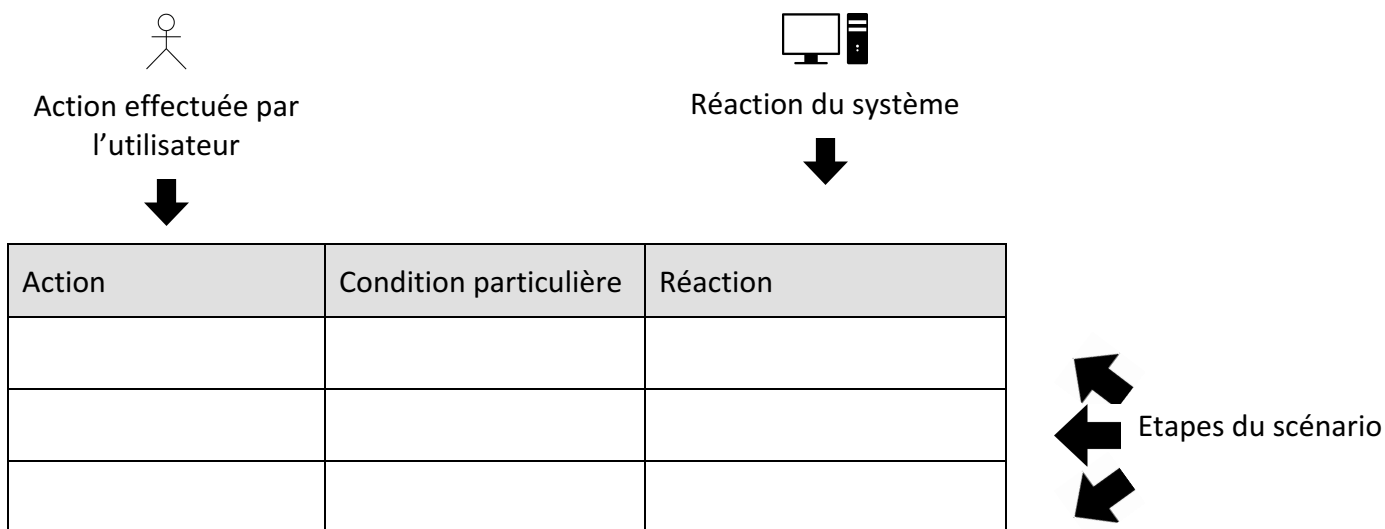 Action effectuée par
l’utilisateur
Réaction du système
Action
Condition particulière
Réaction
Etapes du scénario